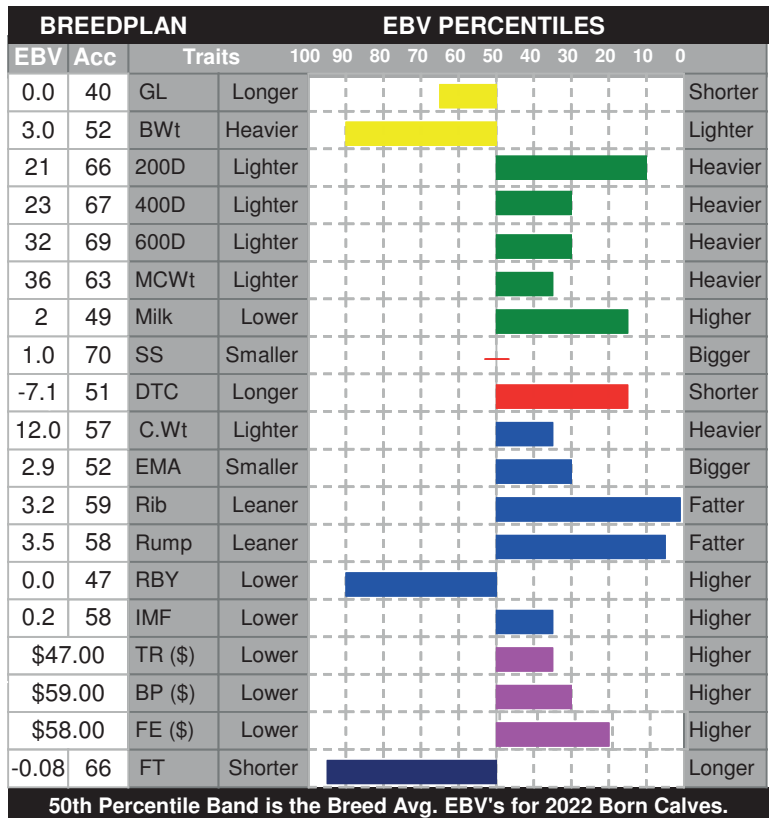 BREEDPLAN EBV PERCENTILES
EBV Acc Traits 100 90 80 70 60 50 40 30 20 10 0
0.0 40 GL Longer Shorter
3.0 52 BWt Heavier Lighter
21 66 200D Lighter Heavier
23 67 400D Lighter Heavier
32 69 600D Lighter Heavier
36 63 MCWt Lighter Heavier
2 49 Milk Lower Higher
1.0 70 SS Smaller Bigger
-7.1 51 DTC Longer Shorter
12.0 57 C.Wt Lighter Heavier
2.9 52 EMA Smaller Bigger
3.2 59 Rib Leaner Fatter
3.5 58 Rump Leaner Fatter
0.0 47 RBY Lower Higher
0.2 58 IMF Lower Higher
$47.00 TR ($) Lower Higher
$59.00 BP ($) Lower Higher
$58.00 FE ($) Lower Higher
-0.08 66 FT Shorter Longer
50th Percentile Band is the Breed Avg. EBV's for 2022 Born Calves.